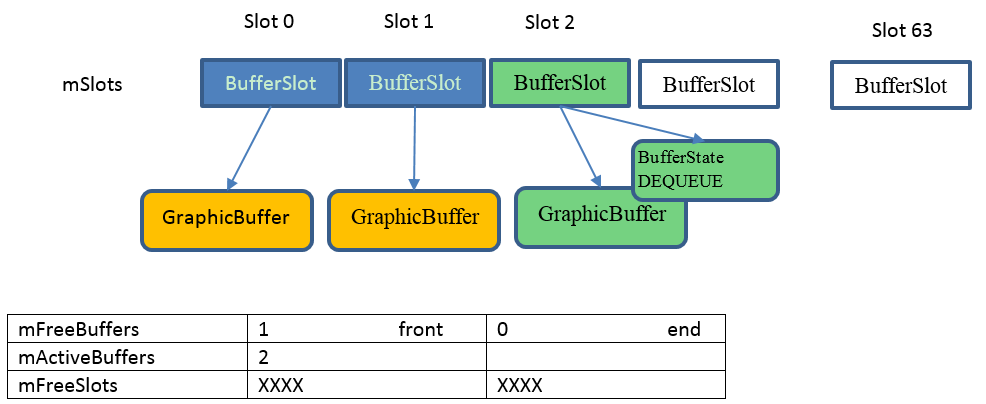 Slot 0 Slot 1 Slot 2 Slot 63
mSlots BufferSlot BufferSlot BufferSlot BufferSlot BufferSlot
BufferState
DEQUEUE
GraphicBuffer GraphicBuffer GraphicBuffer
mFreeBuffers 1 front 0 end
mActiveBuffers 2
mFreeSlots XXXX XXXX